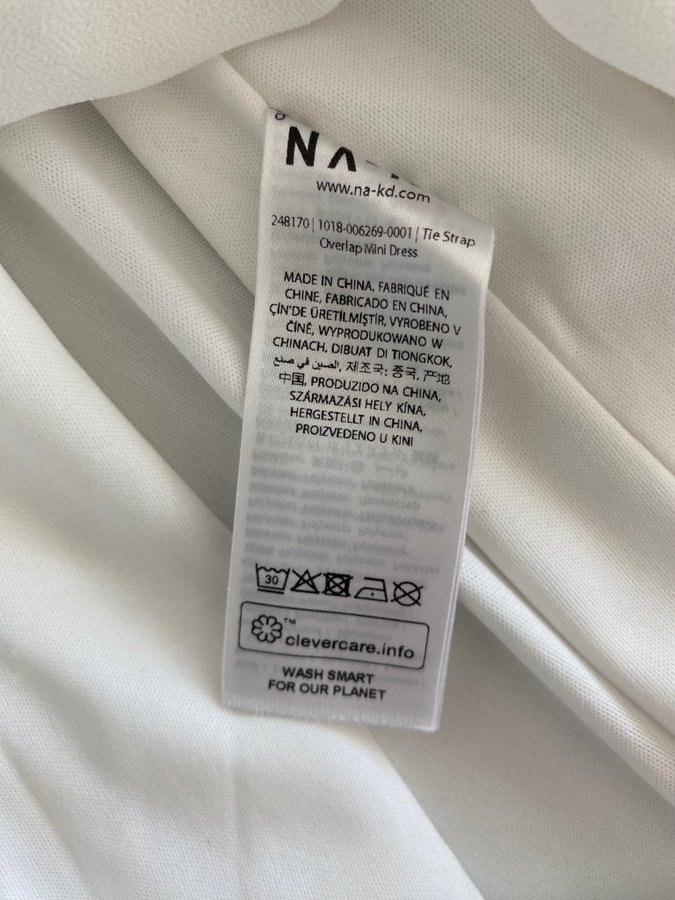 NA-
www.na-kd.com
248170 | 1018-006269-0001 | Tie Strap
Overlap Mini Dress
MADE IN CHINA, FABRIQUÉ EN
CHINE, FABRICADO EN CHINA,
ÇİN'DE ÜRETİLMİŞTİR, VYROBENO V
ČÍNĚ, WYPRODUKOWANO W
CHINACH, DIBUAT DI TIONGKOK,
الصين في صنع, 제조국: 중국, 产地
中国, PRODUZIDO NA CHINA,
SZÁRMAZÁSI HELY KÍNA,
HERGESTELLT IN CHINA,
PROIZVEDENO U KINI
30
™
clevercare.info
WASH SMART
FOR OUR PLANET